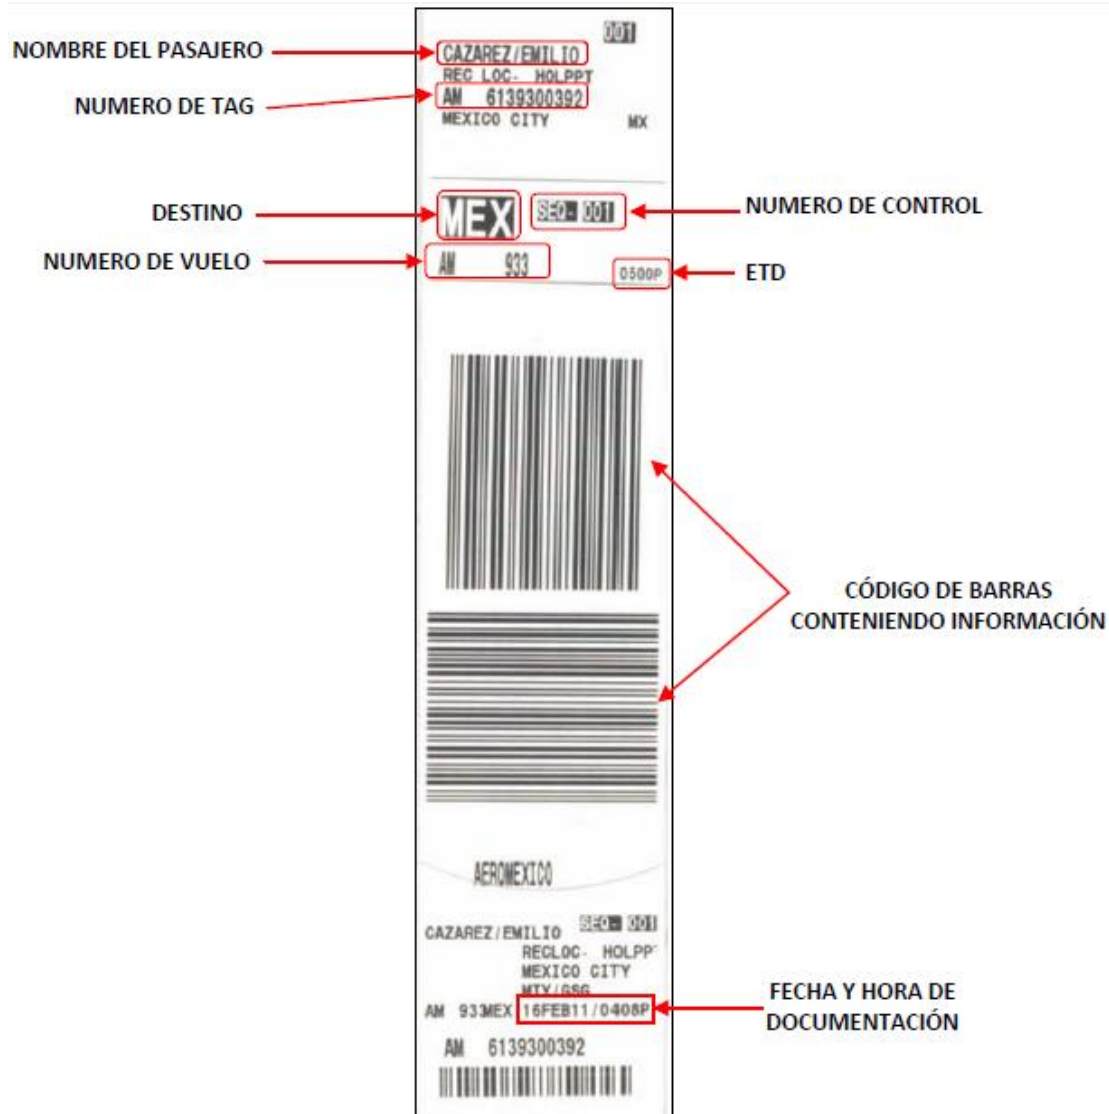 001
NOMBRE DEL PASAJERO
CAZAREZ/EMILIO
REC LOC- HOLPPT
NUMERO DE TAG
AM 6139300392
MEXICO CITY MX
DESTINO
MEX
SEQ- 001
NUMERO DE CONTROL
NUMERO DE VUELO
AM 933
0500P
ETD
CÓDIGO DE BARRAS
CONTENIENDO INFORMACIÓN
AEROMEXICO
SEQ- 001
CAZAREZ/EMILIO
RECLOC- HOLPP
MEXICO CITY
MTY/GSG
AM 933MEX 16FEB11/0408P
FECHA Y HORA DE
DOCUMENTACIÓN
AM 6139300392